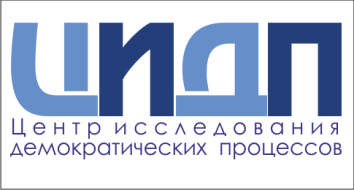 ЦИДП
Центр исследования
демократических процессов